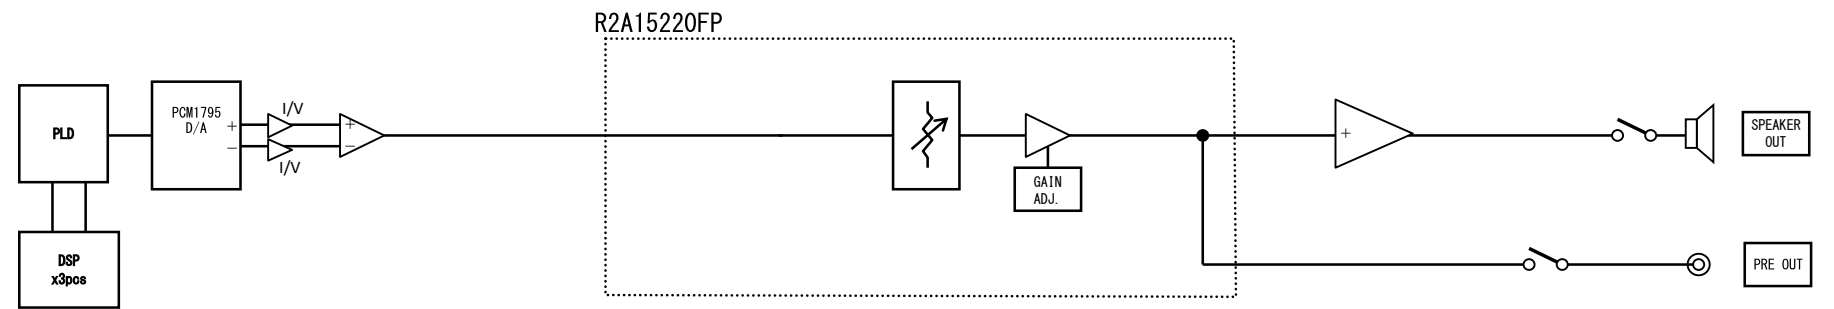 R2A15220FP
PLD
PCM1795
D/A
+
−
I/V
I/V
+
−
GAIN
ADJ.
+
SPEAKER
OUT
DSP
x3pcs
PRE OUT